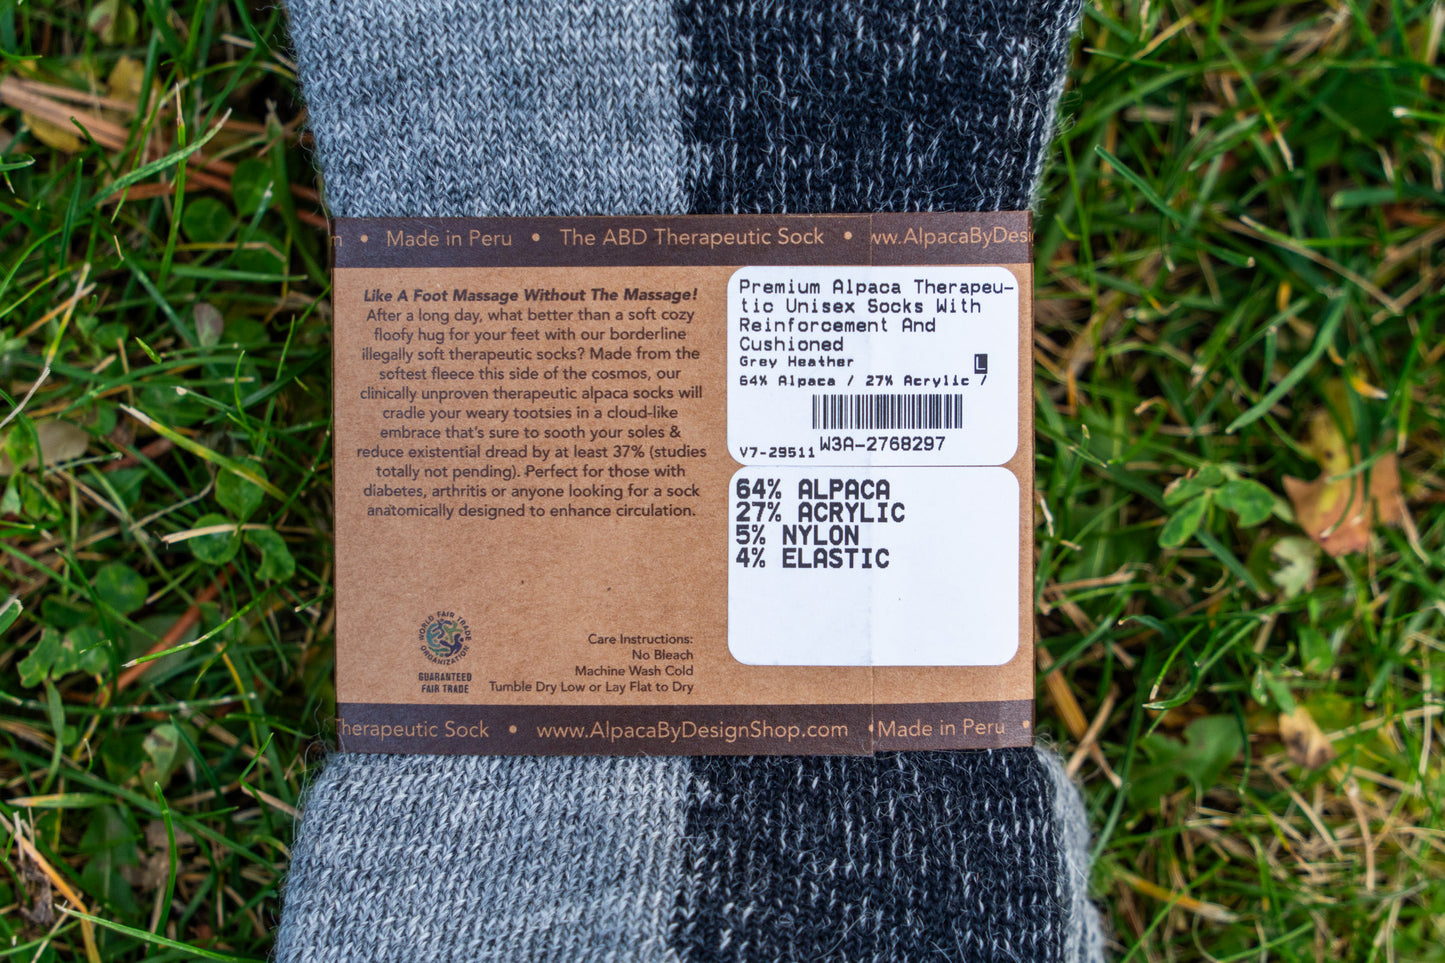 • Made in Peru • The ABD Therapeutic Sock • ww.AlpacaByDesi
Like A Foot Massage Without The Massage!
After a long day, what better than a soft cozy
floofy hug for your feet with our borderline
illegally soft therapeutic socks? Made from the
softest fleece this side of the cosmos, our
clinically unproven therapeutic alpaca socks will
cradle your weary tootsies in a cloud-like
embrace that's sure to sooth your soles &
reduce existential dread by at least 37% (studies
totally not pending). Perfect for those with
diabetes, arthritis or anyone looking for a sock
anatomically designed to enhance circulation.
WORLD FAIR TRADE ORGANIZATION
GUARANTEED
FAIR TRADE
Care Instructions:
No Bleach
Machine Wash Cold
Tumble Dry Low or Lay Flat to Dry
Premium Alpaca Therapeu-
tic Unisex Socks With
Reinforcement And
Cushioned
Grey Heather L
64% Alpaca / 27% Acrylic /
V7-29511 W3A-2768297
64% ALPACA
27% ACRYLIC
5% NYLON
4% ELASTIC
Therapeutic Sock • www.AlpacaByDesignShop.com • Made in Peru •